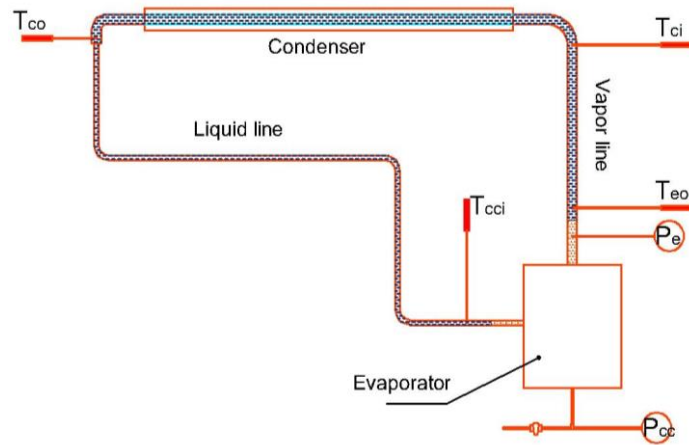 Tco
Tci
Condenser
Vapor line
Liquid line
Tcci
Teo
Pe
Evaporator
Pcc